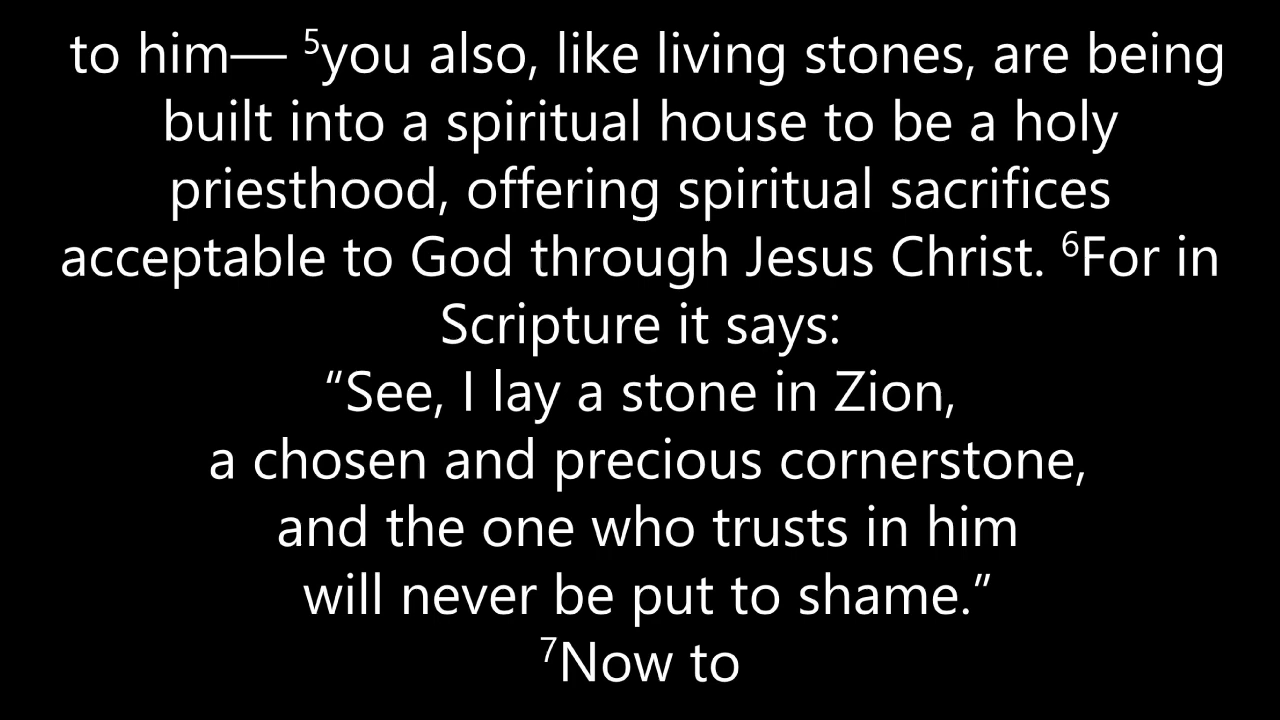 to him— ⁵you also, like living stones, are being
built into a spiritual house to be a holy
priesthood, offering spiritual sacrifices
acceptable to God through Jesus Christ. ⁶For in
Scripture it says:
“See, I lay a stone in Zion,
a chosen and precious cornerstone,
and the one who trusts in him
will never be put to shame.”
⁷Now to